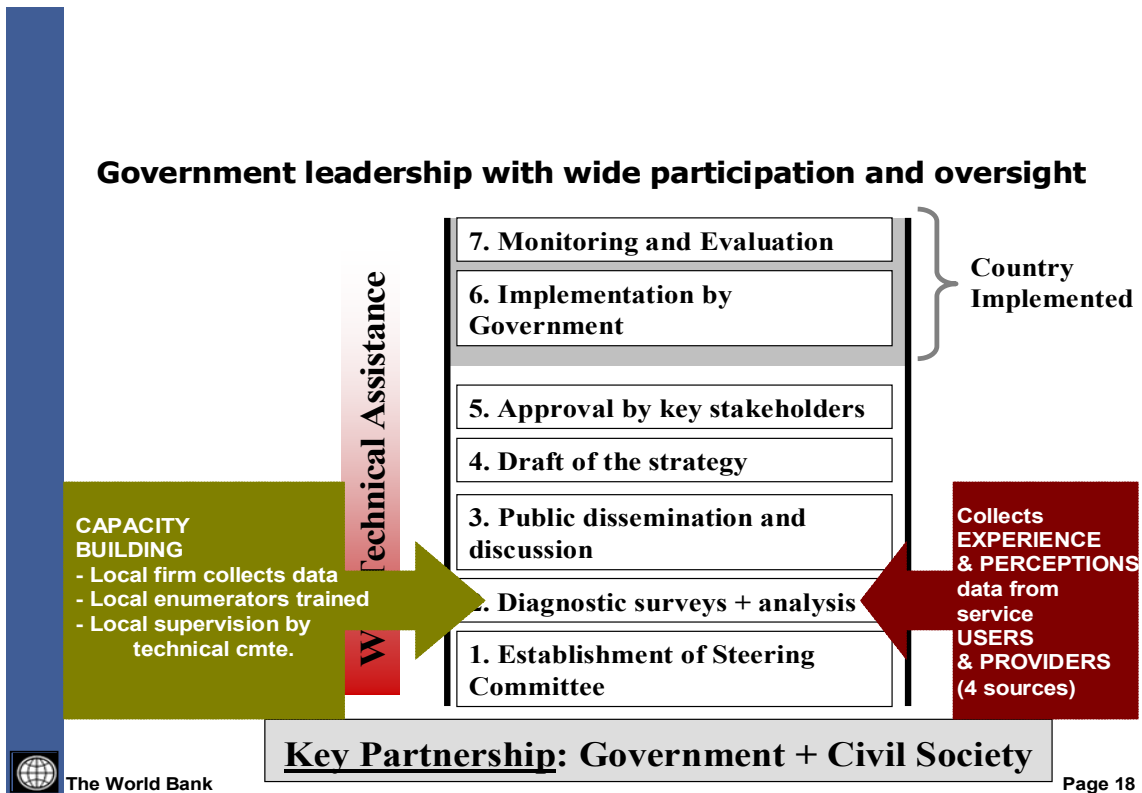 Government leadership with wide participation and oversight
7. Monitoring and Evaluation
6. Implementation by
Government
Country
Implemented
5. Approval by key stakeholders
4. Draft of the strategy
3. Public dissemination and
discussion
Diagnostic surveys + analysis
1. Establishment of Steering
Committee
Technical Assistance
CAPACITY
BUILDING
- Local firm collects data
- Local enumerators trained
- Local supervision by
technical cmte.
Collects
EXPERIENCE
& PERCEPTIONS
data from
service
USERS
& PROVIDERS
(4 sources)
Key Partnership: Government + Civil Society
The World Bank
Page 18